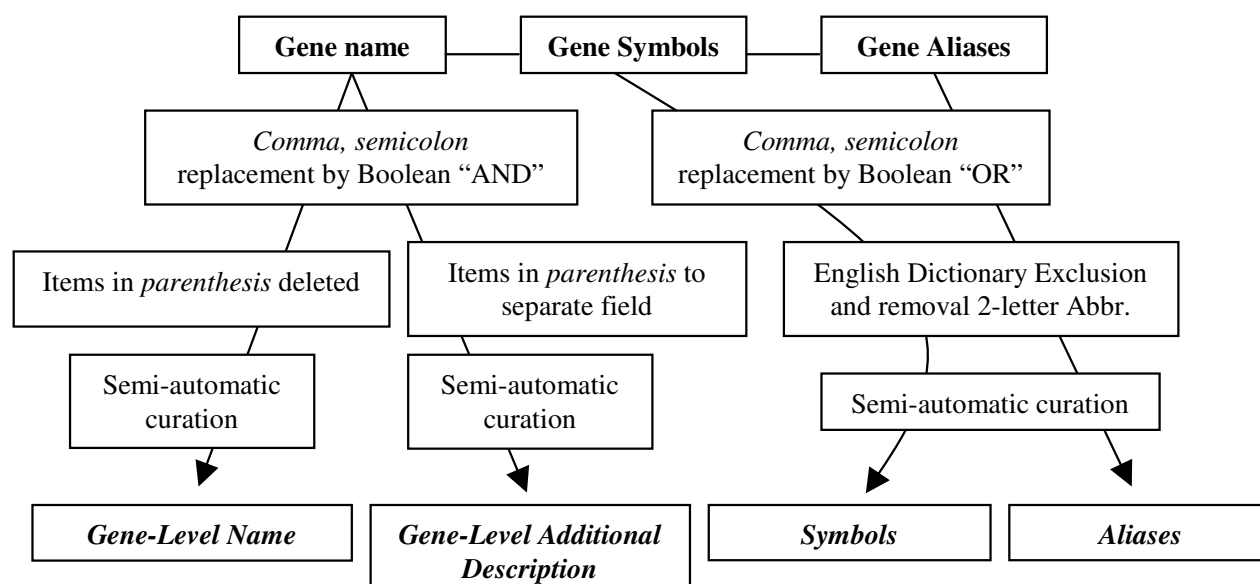 Gene name
Gene Symbols
Gene Aliases
Comma, semicolon
replacement by Boolean “AND”
Comma, semicolon
replacement by Boolean “OR”
Items in parenthesis deleted
Items in parenthesis to
separate field
English Dictionary Exclusion
and removal 2-letter Abbr.
Semi-automatic
curation
Semi-automatic
curation
Semi-automatic curation
Gene-Level Name
Gene-Level Additional
Description
Symbols
Aliases